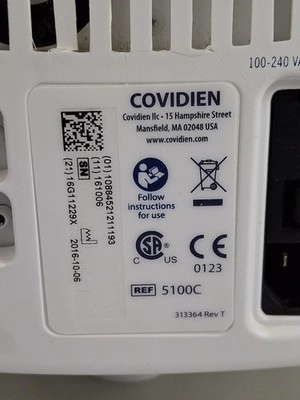 100-240 VA
COVIDIEN
Covidien llc • 15 Hampshire Street
Mansfield, MA 02048 USA
www.covidien.com
Follow
instructions
for use
C SA US
CE
0123
REF 5100C
313364 Rev T
(01)10884521211193
(11)161006
SN
(21)16G11229X
2016-10-06